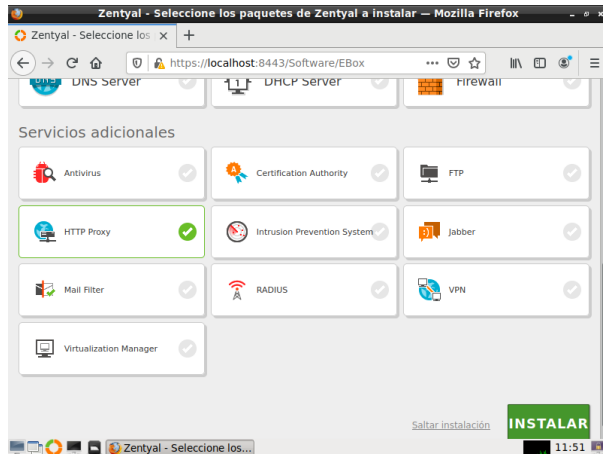 Zentyal - Seleccione los paquetes de Zentyal a instalar — Mozilla Firefox
Zentyal - Seleccione los
https://localhost:8443/Software/EBox
DNS Server
DHCP Server
Firewall
Servicios adicionales
Antivirus
Certification Authority
FTP
HTTP Proxy
Intrusion Prevention System
Jabber
Mail Filter
RADIUS
VPN
Virtualization Manager
Saltar instalación
INSTALAR
Zentyal - Seleccione los...
11:51